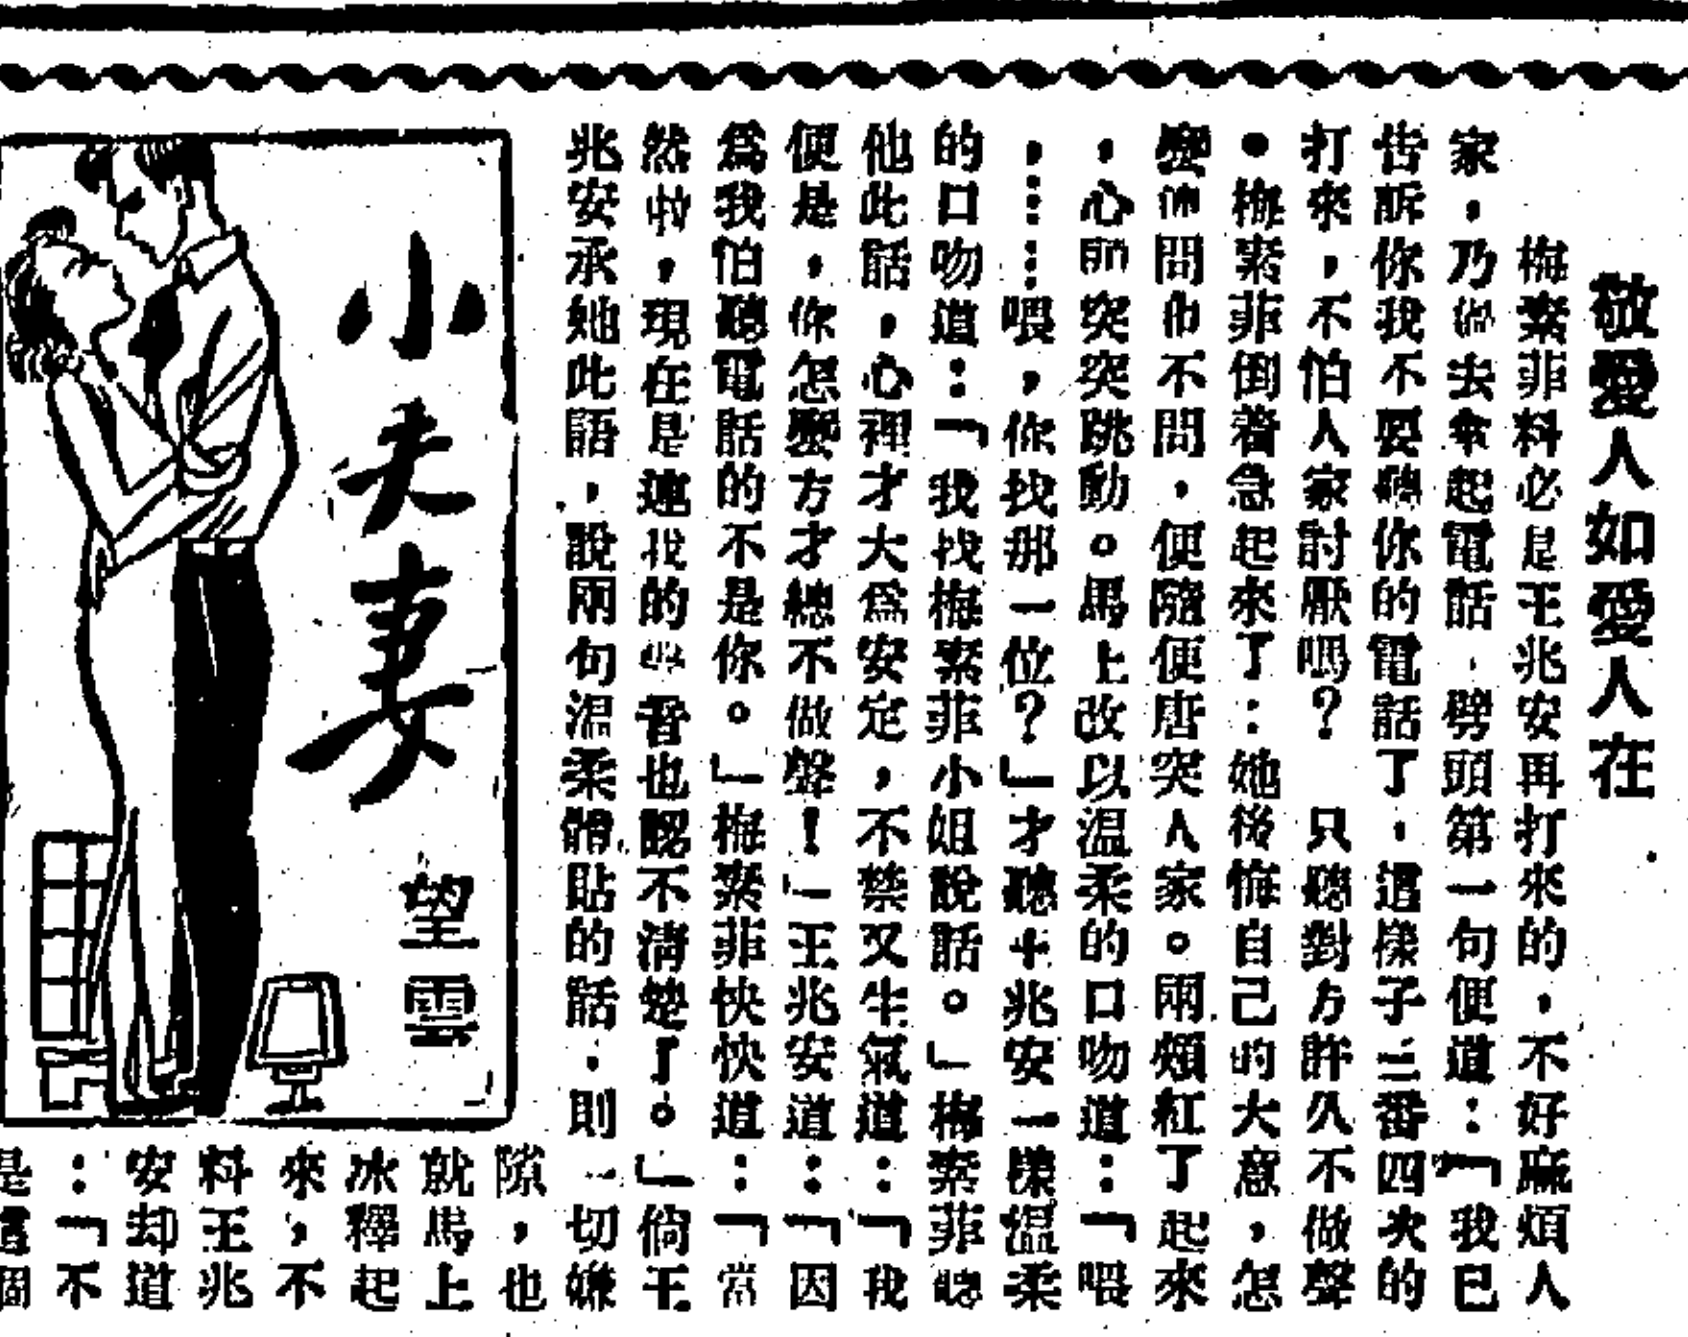 敬愛人如愛人在
梅素菲料必是王兆安再打來的，不好麻煩人
家，乃去拿起電話，劈頭第一句便道：「我已
告訴你我不要聽你的電話了，這樣子三番四次的
打來，不怕人家討厭嗎？　只聽對方許久不做聲
。梅素菲倒着急起來了：她後悔自己的大意，怎
麼問也不問，便隨便唐突人家。兩頰紅了起來
，心頭突突跳動。馬上改以溫柔的口吻道：「喂
，……喂，你找那一位？」才聽王兆安一樣溫柔
的口吻道：「我找梅素菲小姐說話。」梅素菲聽
他此話，心裡才大爲安定，不禁又生氣道：「我
便是，你怎麼方才總不做聲！」王兆安道：「因
爲我怕聽電話的不是你。」梅素菲快快道：「當
然啦，現在是連我的聲音也認不清楚了。」倘王
兆安承她此語，說兩句溫柔體貼的話，則一切嫌
隙，也
就馬上
冰釋起
來，不
料王兆
安却道
：「不
是這個
小夫妻
望雲